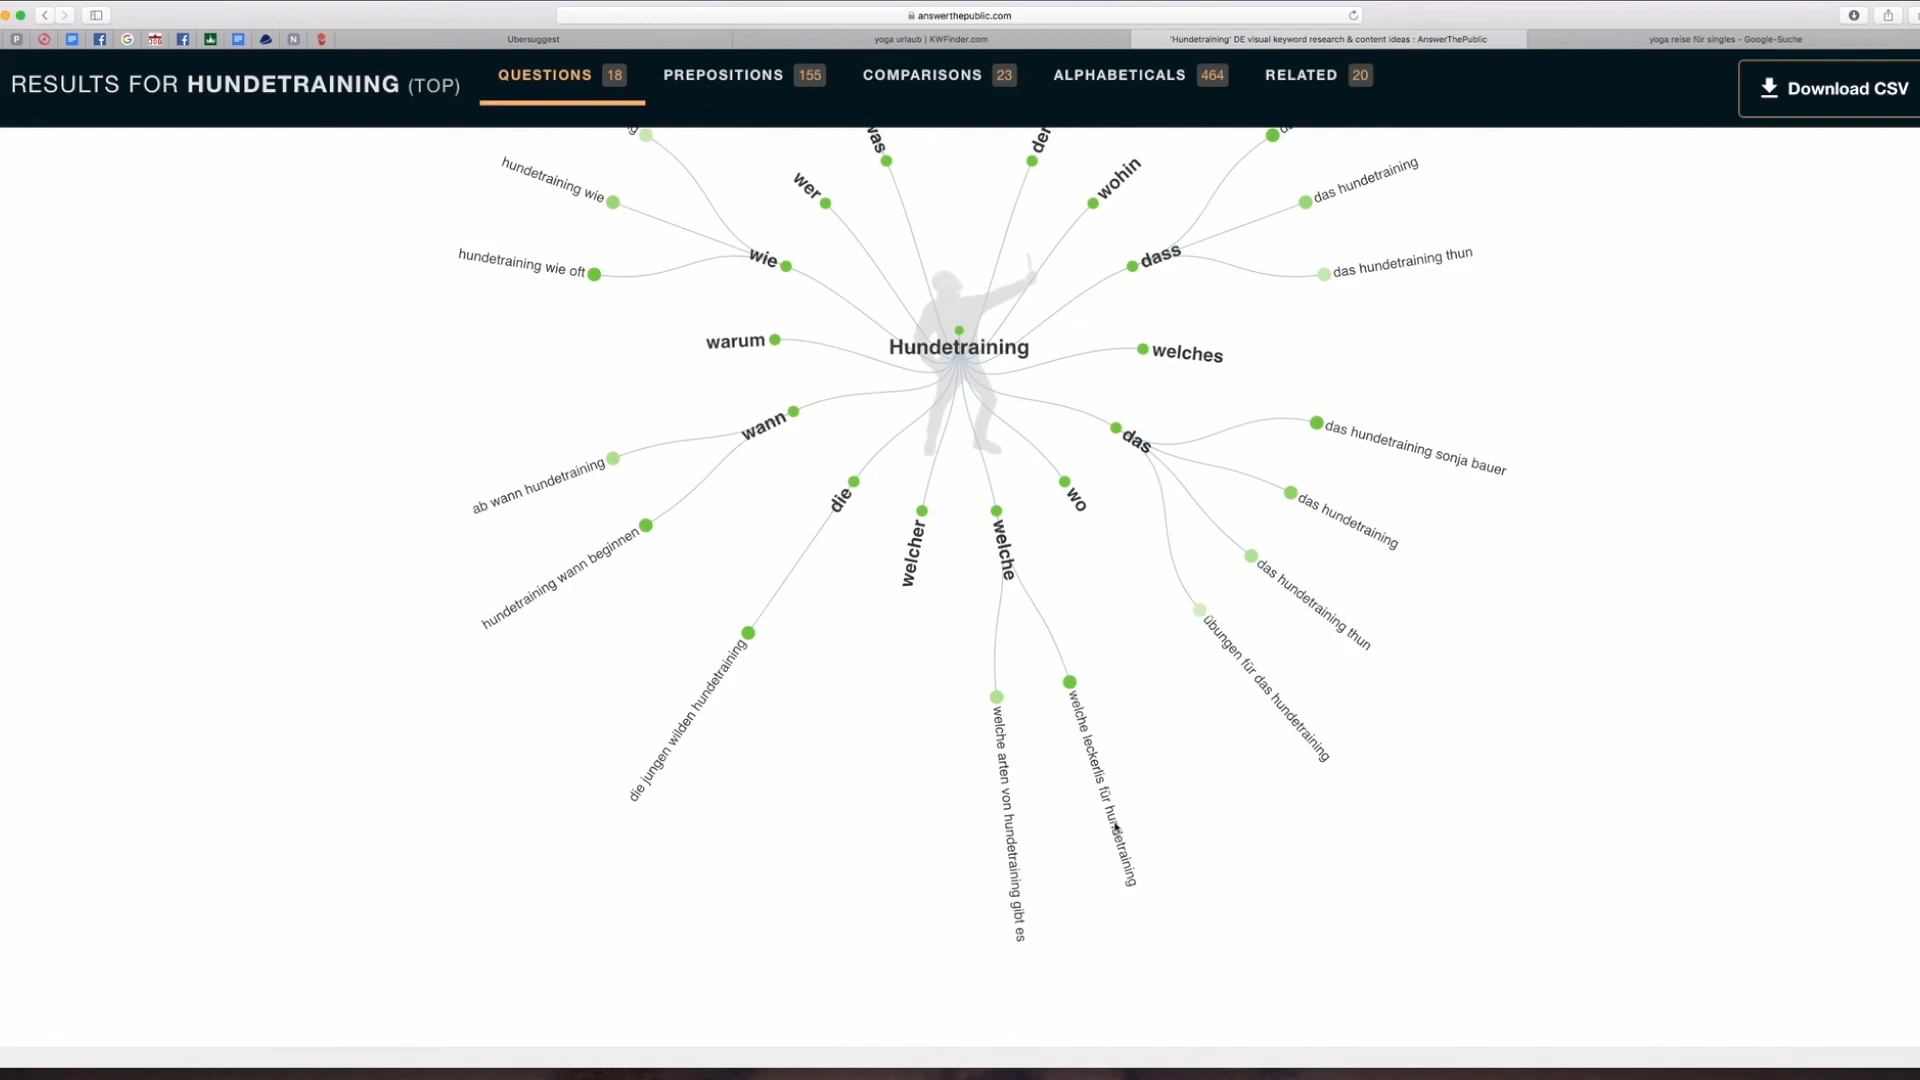 answerthepublic.com
Ubersuggest
yoga urlaub | KWFinder.com
'Hundetraining' DE visual keyword research & content ideas : AnswerThePublic
yoga reise für singles - Google-Suche
RESULTS FOR HUNDETRAINING (TOP)
QUESTIONS 18
PREPOSITIONS 155
COMPARISONS 23
ALPHABETICALS 464
RELATED 20
Download CSV
was
der
wer
wohin
hundetraining wie
das hundetraining
wie
dass
hundetraining wie oft
das hundetraining thun
warum
Hundetraining
welches
wann
das
das hundetraining sonja bauer
ab wann hundetraining
die
wo
das hundetraining
hundetraining wann beginnen
welcher
welche
das hundetraining thun
übungen für das hundetraining
die jungen wilden hundetraining
welche arten von hundetraining gibt es
welche leckerlis für hundetraining